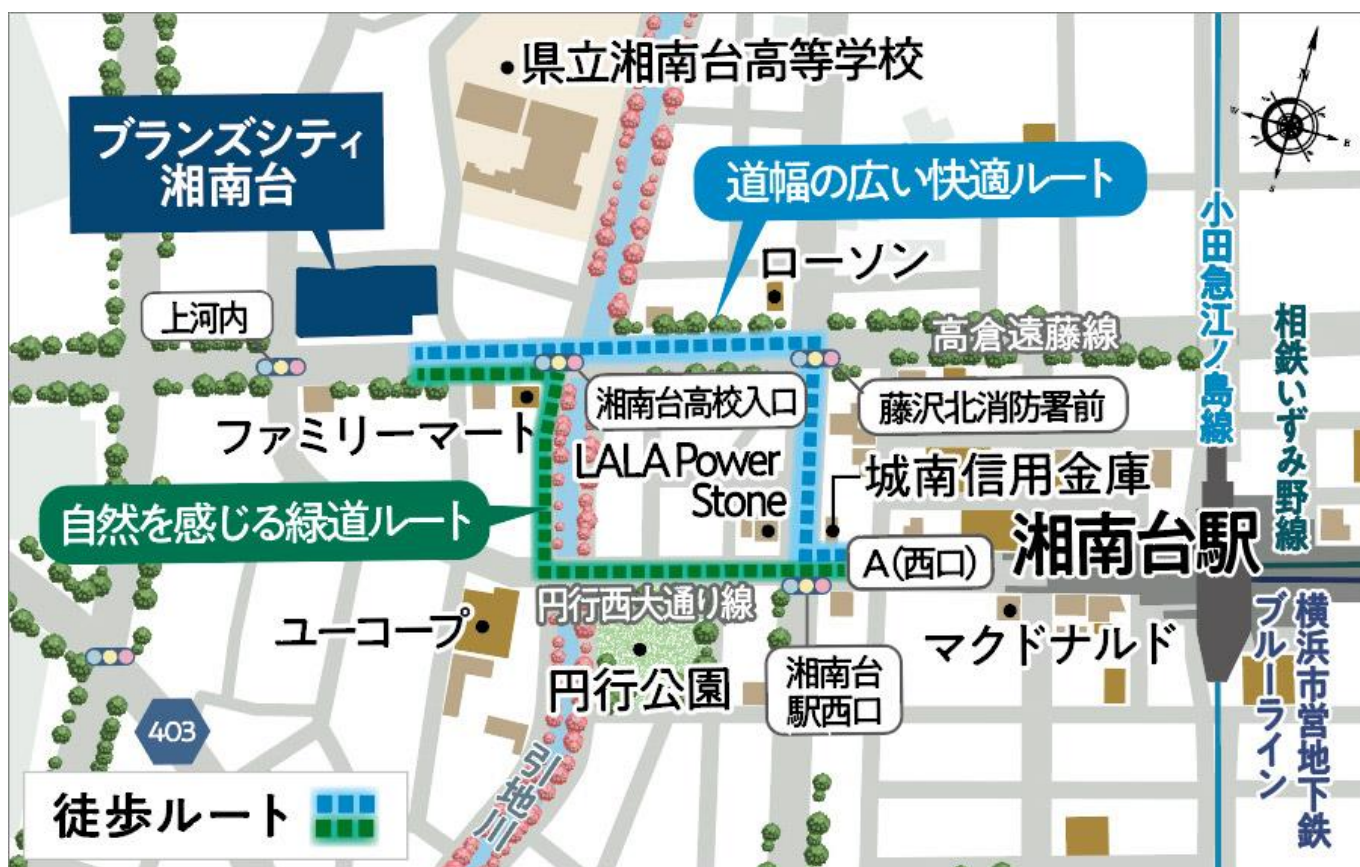 県立湘南台高等学校
ブランズシティ
湘南台
道幅の広い快適ルート
N
W
E
S
小田急江ノ島線
ローソン
上河内
高倉遠藤線
相鉄いずみ野線
湘南台高校入口
藤沢北消防署前
ファミリーマート
LALA Power
Stone
城南信用金庫
自然を感じる緑道ルート
A(西口)
湘南台駅
円行西大通り線
ユーコープ
マクドナルド
横浜市営地下鉄
ブルーライン
円行公園
湘南台
駅西口
403
引地川
徒歩ルート